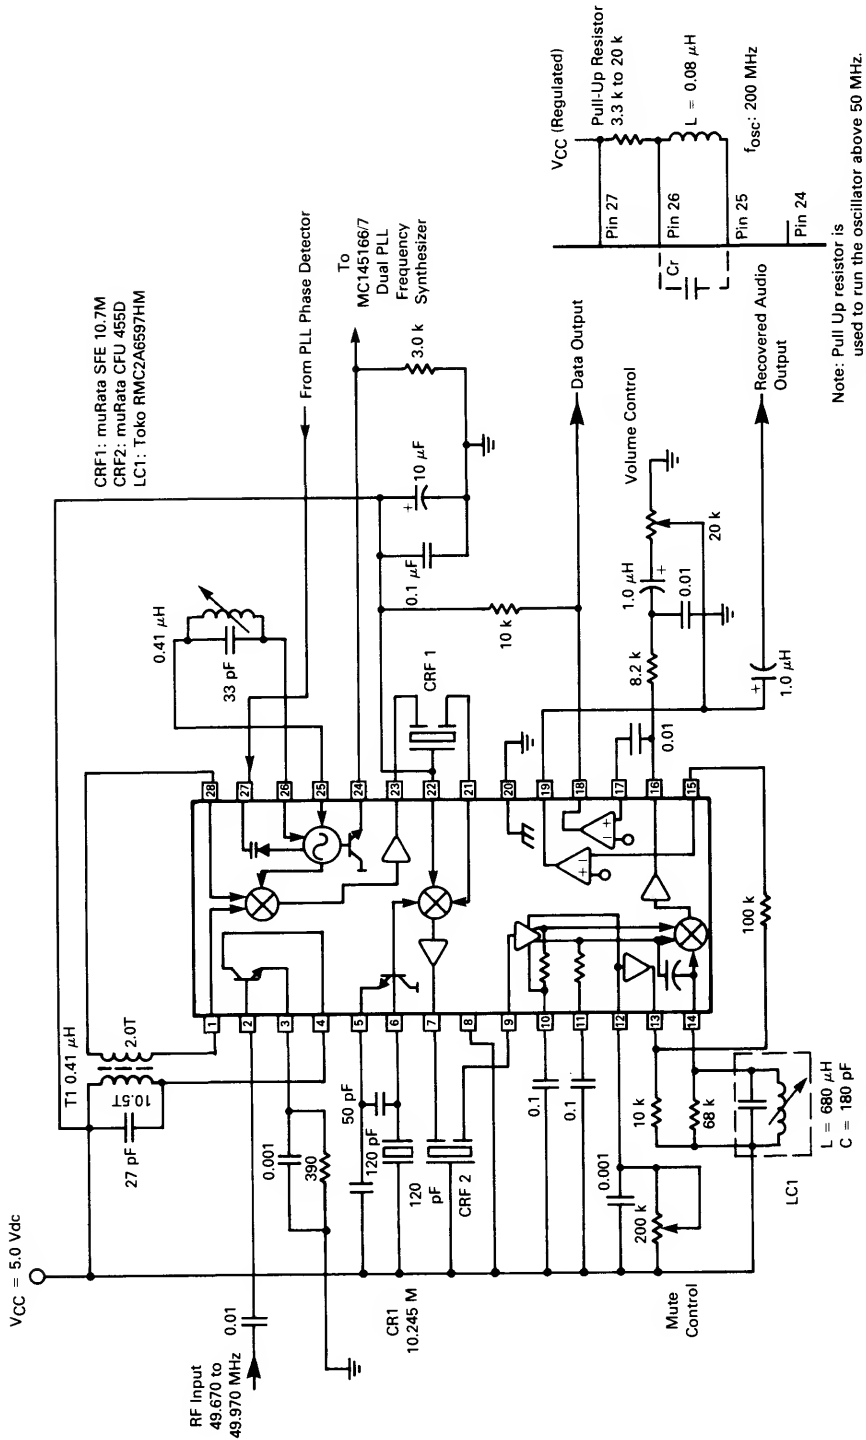 VCC = 5.0 Vdc
RF Input
49.670 to
49.970 MHz
0.01
T1 0.41 μH
10.5T
2.0T
27 pF
0.001
390
50 pF
120 pF
120
pF
CR1
10.245 M
CRF 2
0.1
0.1
0.001
200 k
Mute
Control
10 k
68 k
LC1
L = 680 μH
C = 180 pF
100 k
1
2
3
4
5
6
7
8
9
10
11
12
13
14
28
27
26
25
24
23
22
21
20
19
18
17
16
15
CRF1: muRata SFE 10.7M
CRF2: muRata CFU 455D
LC1: Toko RMC2A6597HM
0.41 μH
33 pF
From PLL Phase Detector
To
MC145166/7
Dual PLL
Frequency
Synthesizer
3.0 k
+
10 μF
0.1 μF
CRF 1
10 k
Data Output
Volume Control
20 k
1.0 μH
+
0.01
8.2 k
0.01
+
1.0 μH
Recovered Audio
Output
+ –
– +
VCC (Regulated)
Pull-Up Resistor
3.3 k to 20 k
L = 0.08 μH
fosc: 200 MHz
Pin 27
Pin 26
Pin 25
Pin 24
Cr
Note: Pull Up resistor is
used to run the oscillator above 50 MHz.